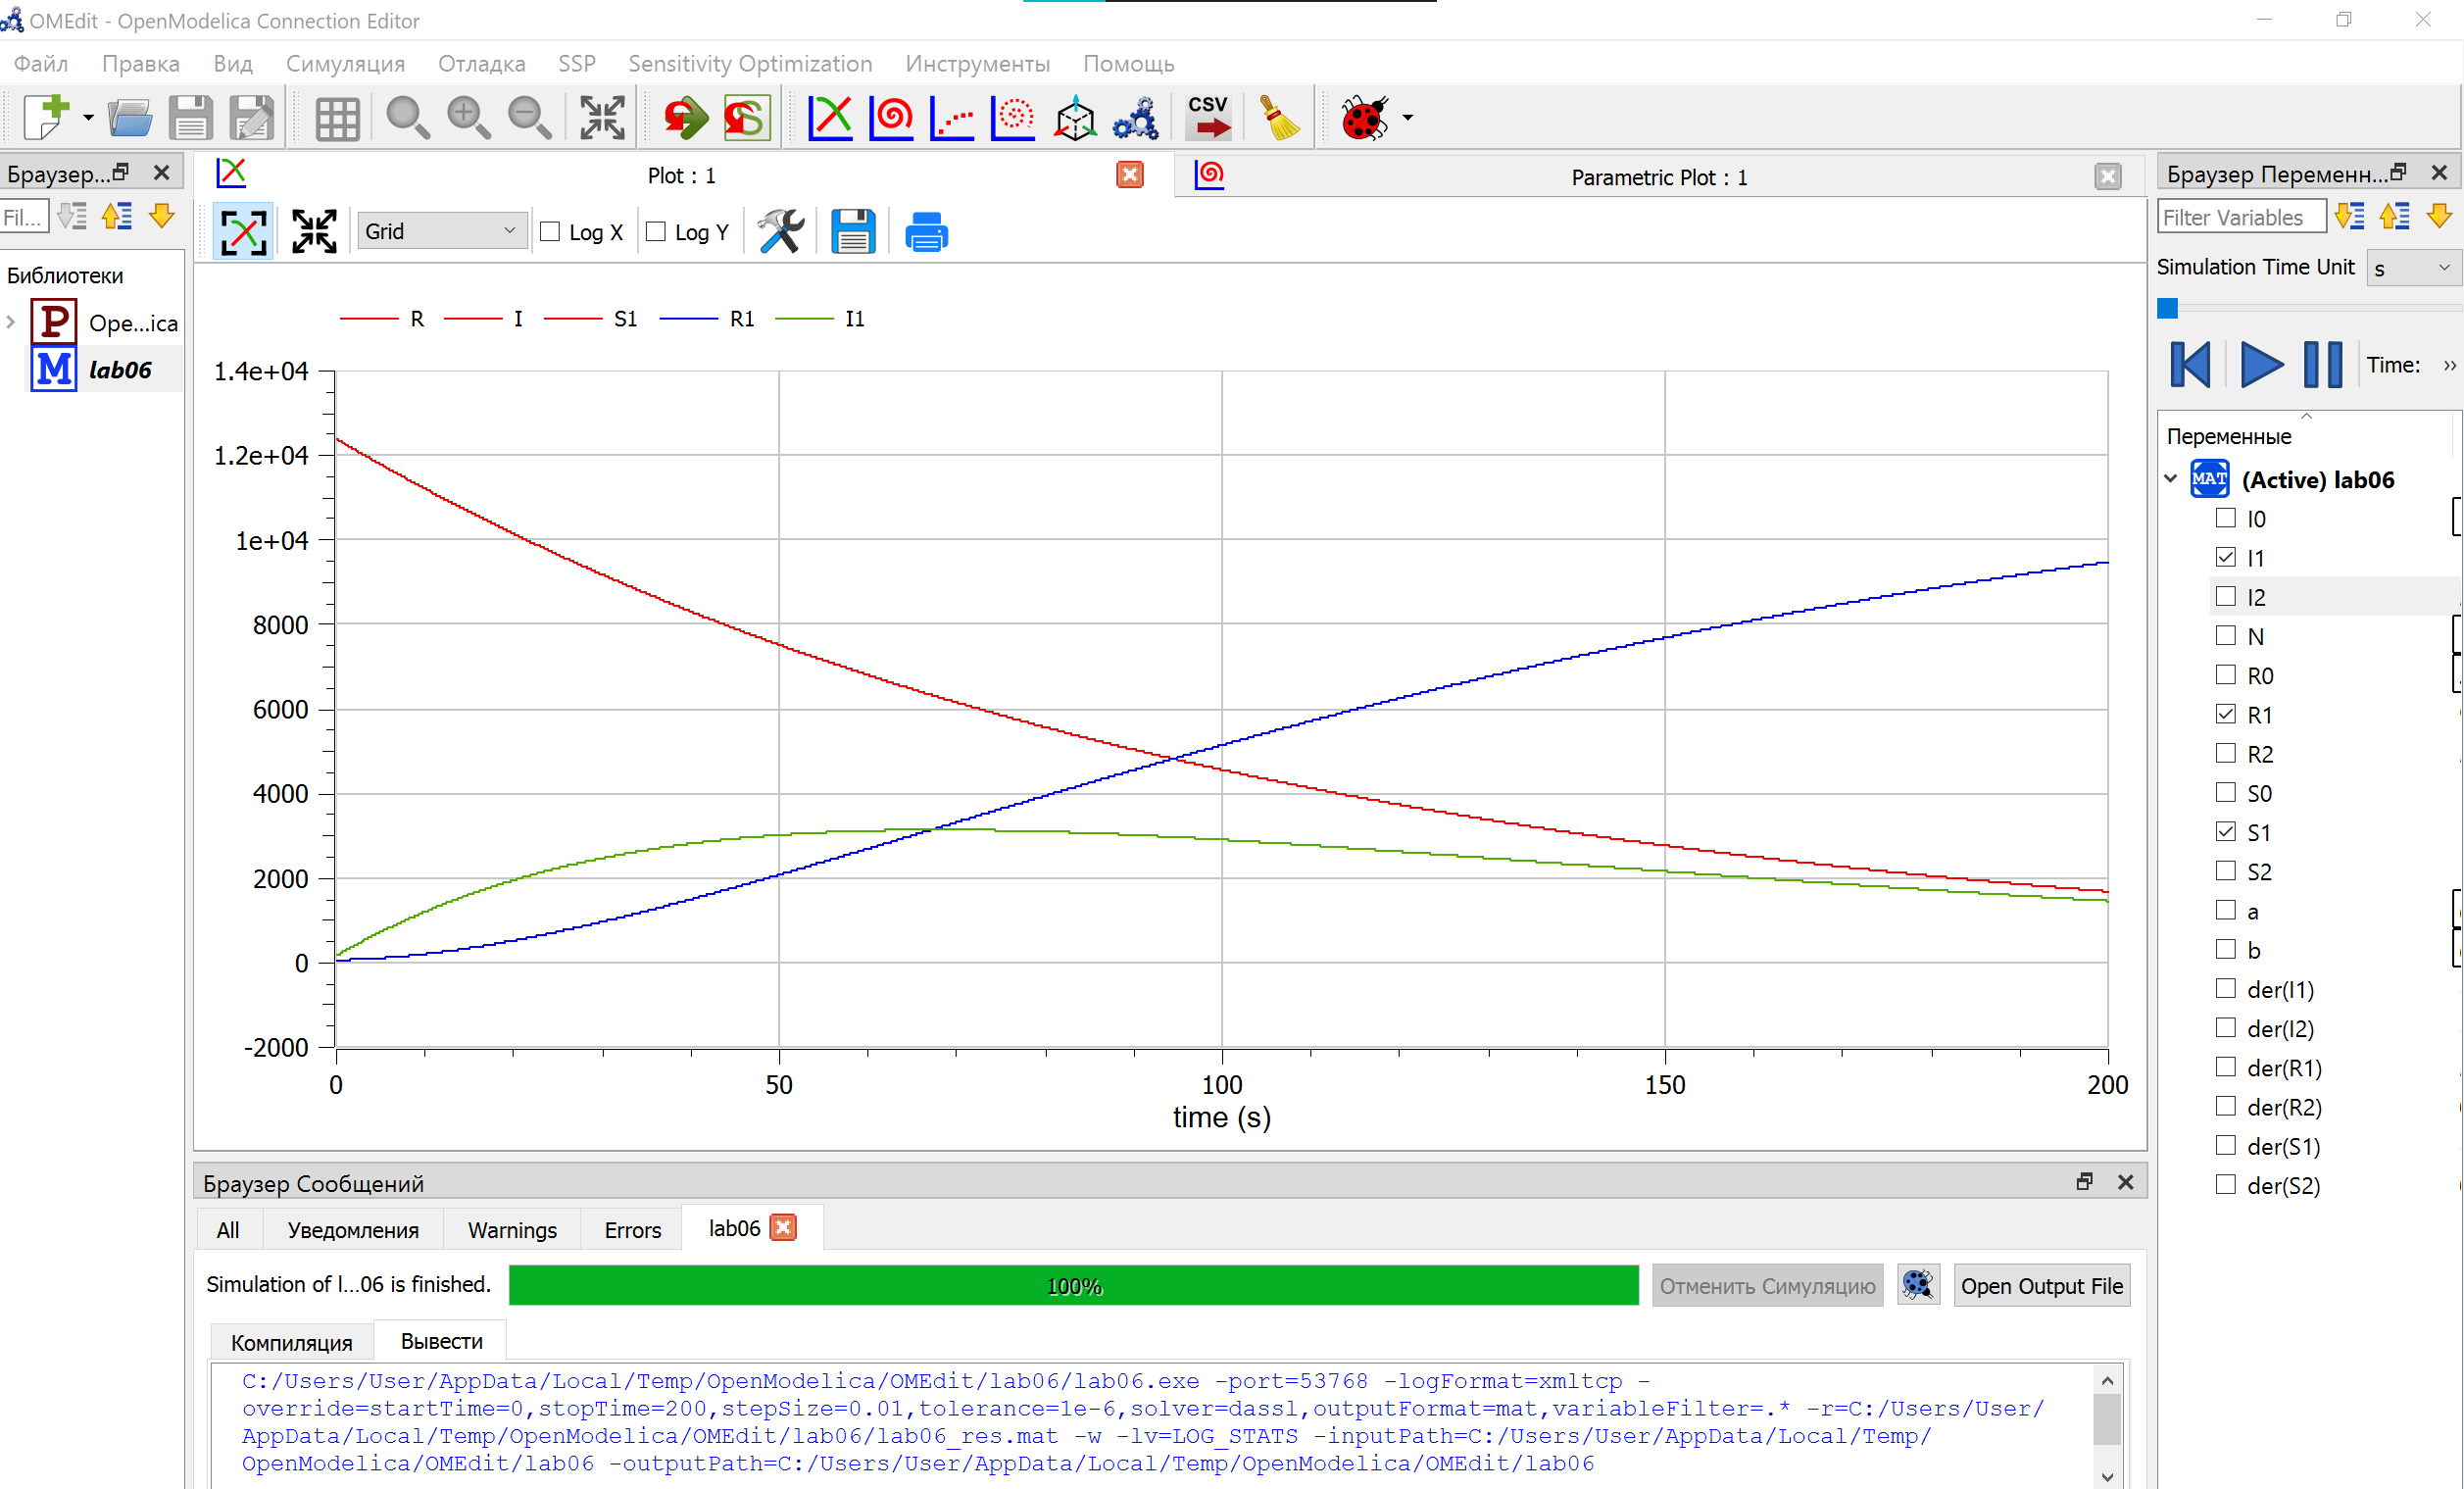 OMEdit - OpenModelica Connection Editor
Файл Правка Вид Симуляция Отладка SSP Sensitivity Optimization Инструменты Помощь
CSV
Браузер...
Fil...
Библиотеки
P Ope...ica
M lab06
Plot : 1
Parametric Plot : 1
Grid Log X Log Y
R I S1 R1 I1
1.4e+04
1.2e+04
1e+04
8000
6000
4000
2000
0
-2000
0 50 100 150 200
time (s)
Браузер Переменн...
Filter Variables
Simulation Time Unit s
Time: »
Переменные
MAT (Active) lab06
I0
I1
I2
N
R0
R1
R2
S0
S1
S2
a
b
der(I1)
der(I2)
der(R1)
der(R2)
der(S1)
der(S2)
Браузер Сообщений
All Уведомления Warnings Errors lab06
Simulation of l...06 is finished. 100% Отменить Симуляцию Open Output File
Компиляция Вывести
C:/Users/User/AppData/Local/Temp/OpenModelica/OMEdit/lab06/lab06.exe -port=53768 -logFormat=xmltcp -
override=startTime=0,stopTime=200,stepSize=0.01,tolerance=1e-6,solver=dassl,outputFormat=mat,variableFilter=.* -r=C:/Users/User/
AppData/Local/Temp/OpenModelica/OMEdit/lab06/lab06_res.mat -w -lv=LOG_STATS -inputPath=C:/Users/User/AppData/Local/Temp/
OpenModelica/OMEdit/lab06 -outputPath=C:/Users/User/AppData/Local/Temp/OpenModelica/OMEdit/lab06